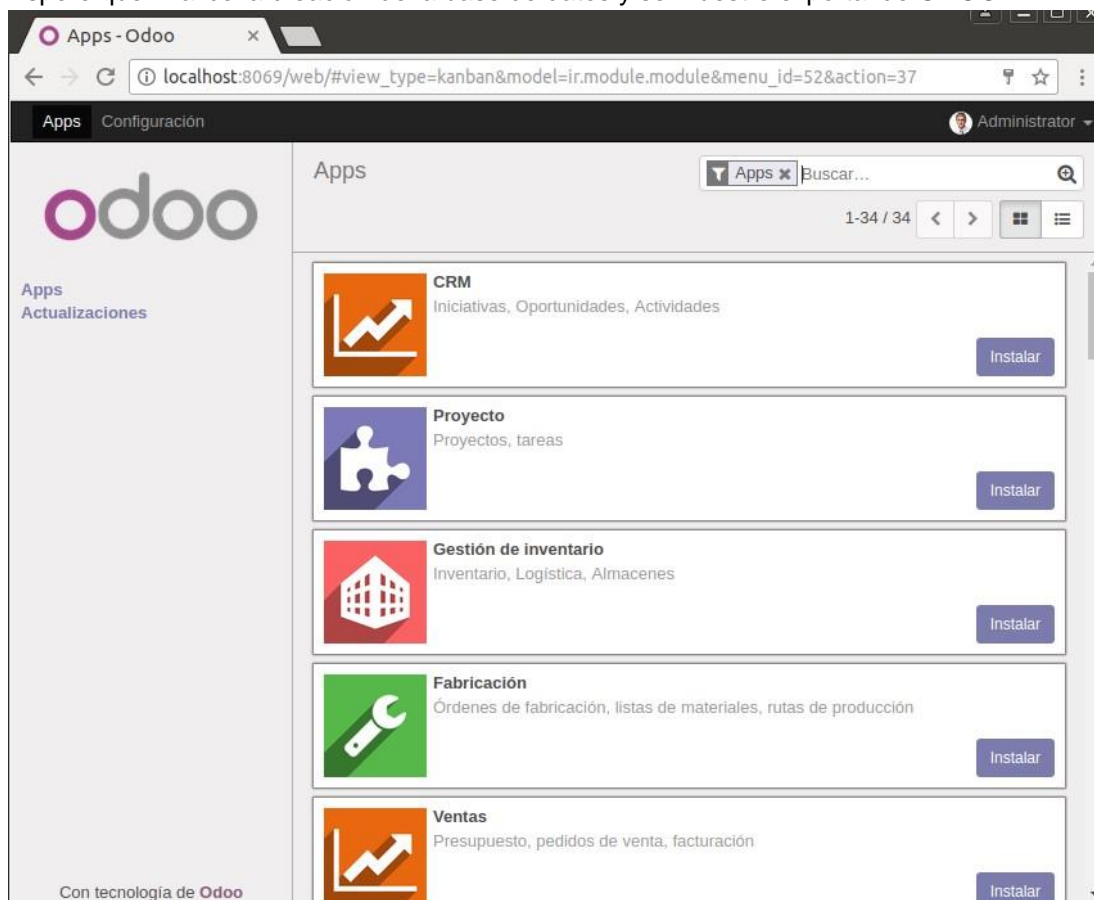 Apps - Odoo
localhost:8069/web/#view_type=kanban&model=ir.module.module&menu_id=52&action=37
Apps Configuración Administrator
odoo
Apps
Actualizaciones
Apps
Apps Buscar...
1-34 / 34
CRM
Iniciativas, Oportunidades, Actividades
Instalar
Proyecto
Proyectos, tareas
Instalar
Gestión de inventario
Inventario, Logística, Almacenes
Instalar
Fabricación
Órdenes de fabricación, listas de materiales, rutas de producción
Instalar
Ventas
Presupuesto, pedidos de venta, facturación
Instalar
Con tecnología de Odoo